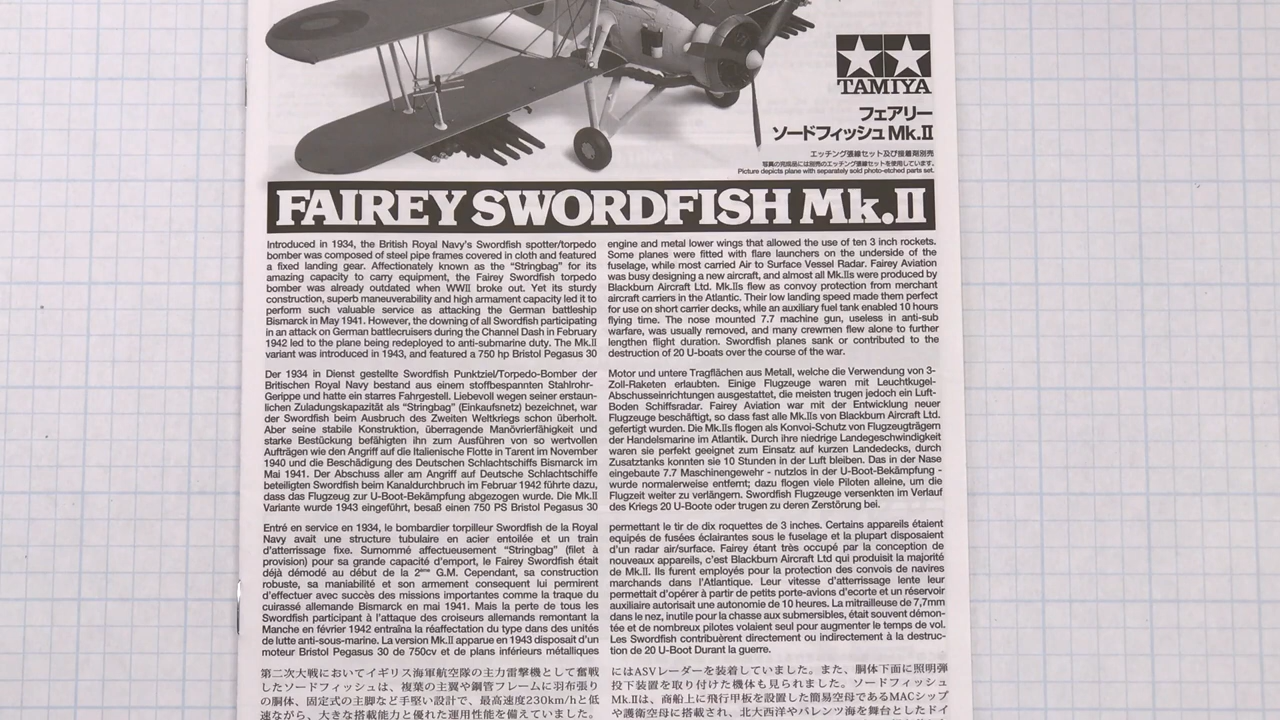 TAMIYA
フェアリー
ソードフィッシュ Mk.II
エッチング張線セット及び接着剤別売
写真の完成品には別売のエッチング張線セットを使用しています。
Picture depicts plane with separately sold photo-etched parts set.
FAIREY SWORDFISH Mk.II
Introduced in 1934, the British Royal Navy's Swordfish spotter/torpedo
bomber was composed of steel pipe frames covered in cloth and featured
a fixed landing gear. Affectionately known as the “Stringbag” for its
amazing capacity to carry equipment, the Fairey Swordfish torpedo
bomber was already outdated when WWII broke out. Yet its sturdy
construction, superb maneuverability and high armament capacity led it to
perform such valuable service as attacking the German battleship
Bismarck in May 1941. However, the downing of all Swordfish participating
in an attack on German battlecruisers during the Channel Dash in February
1942 led to the plane being redeployed to anti-submarine duty. The Mk.II
variant was introduced in 1943, and featured a 750 hp Bristol Pegasus 30
engine and metal lower wings that allowed the use of ten 3 inch rockets.
Some planes were fitted with flare launchers on the underside of the
fuselage, while most carried Air to Surface Vessel Radar. Fairey Aviation
was busy designing a new aircraft, and almost all Mk.IIs were produced by
Blackburn Aircraft Ltd. Mk.IIs flew as convoy protection from merchant
aircraft carriers in the Atlantic. Their low landing speed made them perfect
for use on short carrier decks, while an auxiliary fuel tank enabled 10 hours
flying time. The nose mounted 7.7 machine gun, useless in anti-sub
warfare, was usually removed, and many crewmen flew alone to further
lengthen flight duration. Swordfish planes sank or contributed to the
destruction of 20 U-boats over the course of the war.
Der 1934 in Dienst gestellte Swordfish Punktziel/Torpedo-Bomber der
Britischen Royal Navy bestand aus einem stoffbespannten Stahlrohr-
Gerippe und hatte ein starres Fahrgestell. Liebevoll wegen seiner erstaun-
lichen Zuladungskapazität als “Stringbag” (Einkaufsnetz) bezeichnet, war
der Swordfish beim Ausbruch des Zweiten Weltkriegs schon überholt.
Aber seine stabile Konstruktion, überragende Manövrierfähigkeit und
starke Bestückung befähigten ihn zum Ausführen von so wertvollen
Aufträgen wie den Angriff auf die Italienische Flotte in Tarent im November
1940 und die Beschädigung des Deutschen Schlachtschiffs Bismarck im
Mai 1941. Der Abschuss aller am Angriff auf Deutsche Schlachtschiffe
beteiligten Swordfish beim Kanaldurchbruch im Februar 1942 führte dazu,
dass das Flugzeug zur U-Boot-Bekämpfung abgezogen wurde. Die Mk.II
Variante wurde 1943 eingeführt, besaß einen 750 PS Bristol Pegasus 30
Motor und untere Tragflächen aus Metall, welche die Verwendung von 3-
Zoll-Raketen erlaubten. Einige Flugzeuge waren mit Leuchtkugel-
Abschusseinrichtungen ausgestattet, die meisten trugen jedoch ein Luft-
Boden Schiffsradar. Fairey Aviation war mit der Entwicklung neuer
Flugzeuge beschäftigt, so dass fast alle Mk.IIs von Blackburn Aircraft Ltd.
gefertigt wurden. Die Mk.IIs flogen als Konvoi-Schutz von Flugzeugträgern
der Handelsmarine im Atlantik. Durch ihre niedrige Landegeschwindigkeit
waren sie perfekt geeignet zum Einsatz auf kurzen Landedecks, durch
Zusatztanks konnten sie 10 Stunden in der Luft bleiben. Das in der Nase
eingebaute 7.7 Maschinengewehr - nutzlos in der U-Boot-Bekämpfung -
wurde normalerweise entfernt; dazu flogen viele Piloten alleine, um die
Flugzeit weiter zu verlängern. Swordfish Flugzeuge versenkten im Verlauf
des Kriegs 20 U-Boote oder trugen zu deren Zerstörung bei.
Entré en service en 1934, le bombardier torpilleur Swordfish de la Royal
Navy avait une structure tubulaire en acier entoilée et un train
d'atterrissage fixe. Surnommé affectueusement “Stringbag” (filet à
provision) pour sa grande capacité d'emport, le Fairey Swordfish était
déjà démodé au début de la 2ème G.M. Cependant, sa construction
robuste, sa maniabilité et son armement consequent lui permirent
d'effectuer avec succès des missions importantes comme la traque du
cuirassé allemande Bismarck en mai 1941. Mais la perte de tous les
Swordfish participant à l'attaque des croiseurs allemands remontant la
Manche en février 1942 entraîna la réaffectation du type dans des unités
de lutte anti-sous-marine. La version Mk.II apparue en 1943 disposait d'un
moteur Bristol Pegasus 30 de 750cv et de plans inférieurs métalliques
permettant le tir de dix roquettes de 3 inches. Certains appareils étaient
equipés de fusées éclairantes sous le fuselage et la plupart disposaient
d'un radar air/surface. Fairey étant très occupé par la conception de
nouveaux appareils, c'est Blackburn Aircraft Ltd qui produisit la majorité
de Mk.II. Ils furent employés pour la protection des convois de navires
marchands dans l'Atlantique. Leur vitesse d'atterrissage lente leur
permettait d'opérer à partir de petits porte-avions d'ecorte et un réservoir
auxiliaire autorisait une autonomie de 10 heures. La mitrailleuse de 7,7mm
dans le nez, inutile pour la chasse aux submersibles, était souvent démon-
tée et de nombreux pilotes volaient seul pour augmenter le temps de vol.
Les Swordfish contribuèrent directement ou indirectement à la destruc-
tion de 20 U-Boot Durant la guerre.
第二次大戦においてイギリス海軍航空隊の主力雷撃機として奮戦
したソードフィッシュは、複葉の主翼や鋼管フレームに羽布張り
の胴体、固定式の主脚など手堅い設計で、最高速度230km/hと低
速ながら、大きな搭載能力と優れた運用性能を備えていました。
にはASVレーダーを装着していました。また、胴体下面に照明弾
投下装置を取り付けた機体も見られました。ソードフィッシュ
Mk.IIは、商船上に飛行甲板を設置した簡易空母であるMACシップ
や護衛空母に搭載され、北大西洋やバレンツ海を舞台としたドイ